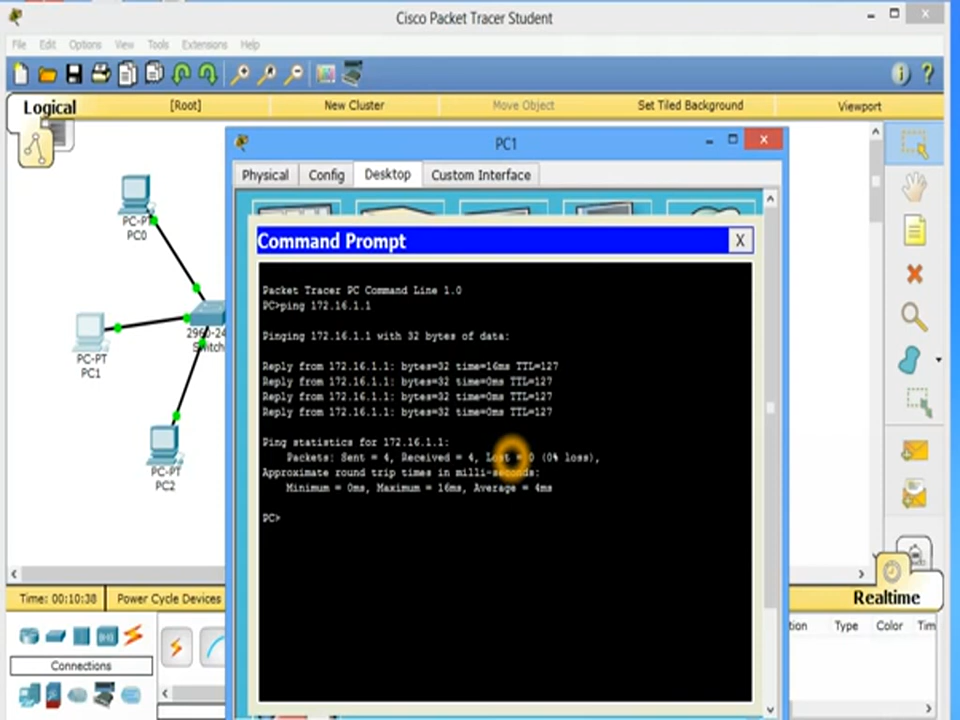 Cisco Packet Tracer Student
File Edit Options View Tools Extensions Help
Logical [Root] New Cluster Move Object Set Tiled Background Viewport
PC1
Physical Config Desktop Custom Interface
Command Prompt X
Packet Tracer PC Command Line 1.0
PC>ping 172.16.1.1
Pinging 172.16.1.1 with 32 bytes of data:
Reply from 172.16.1.1: bytes=32 time=16ms TTL=127
Reply from 172.16.1.1: bytes=32 time=0ms TTL=127
Reply from 172.16.1.1: bytes=32 time=0ms TTL=127
Reply from 172.16.1.1: bytes=32 time=0ms TTL=127
Ping statistics for 172.16.1.1:
Packets: Sent = 4, Received = 4, Lost = 0 (0% loss),
Approximate round trip times in milli-seconds:
Minimum = 0ms, Maximum = 16ms, Average = 4ms
PC>
PC-PT
PC0
2960-24
Switch
PC-PT
PC1
PC-PT
PC2
Time: 00:10:38 Power Cycle Devices
Realtime
tion Type Color Tim
Connections